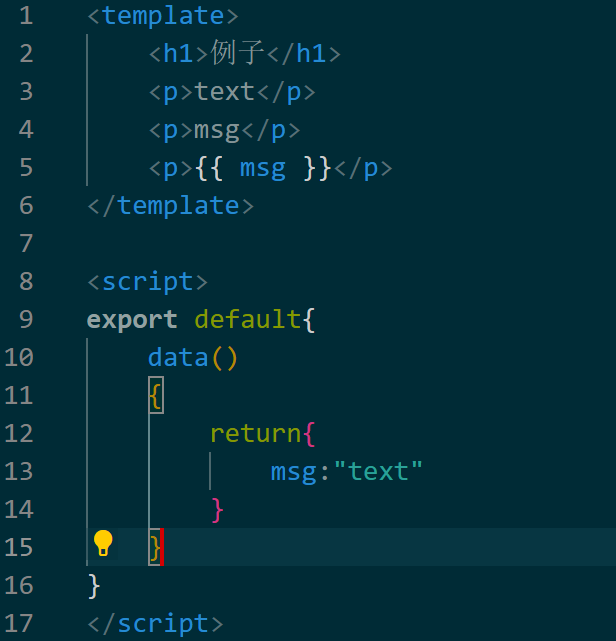 1 <template>
2 <h1>例子</h1>
3 <p>text</p>
4 <p>msg</p>
5 <p>{{ msg }}</p>
6 </template>
7
8 <script>
9 export default{
10 data()
11 {
12 return{
13 msg:"text"
14 }
15 }
16 }
17 </script>